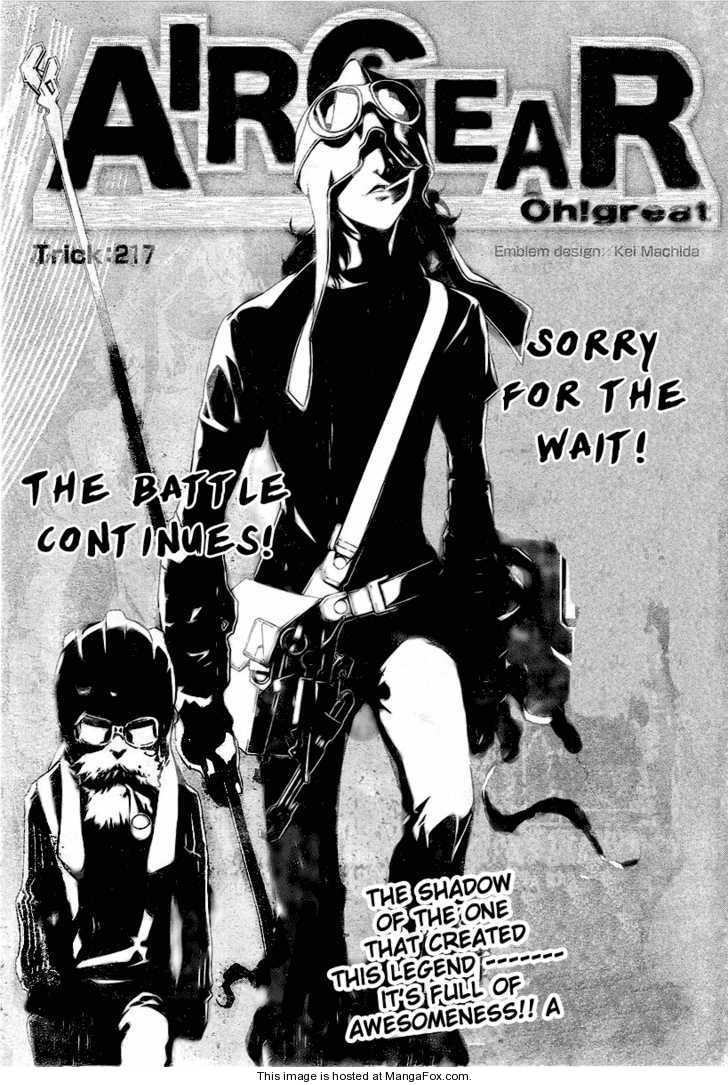 AIRGEAR
Oh!great
Trick:217
Emblem design: Kei Machida
SORRY
FOR THE
WAIT!
THE BATTLE
CONTINUES!
THE SHADOW
OF THE ONE
THAT CREATED
THIS LEGEND -------
IT'S FULL OF
AWESOMENESS!! A
This image is hosted at MangaFox.com.